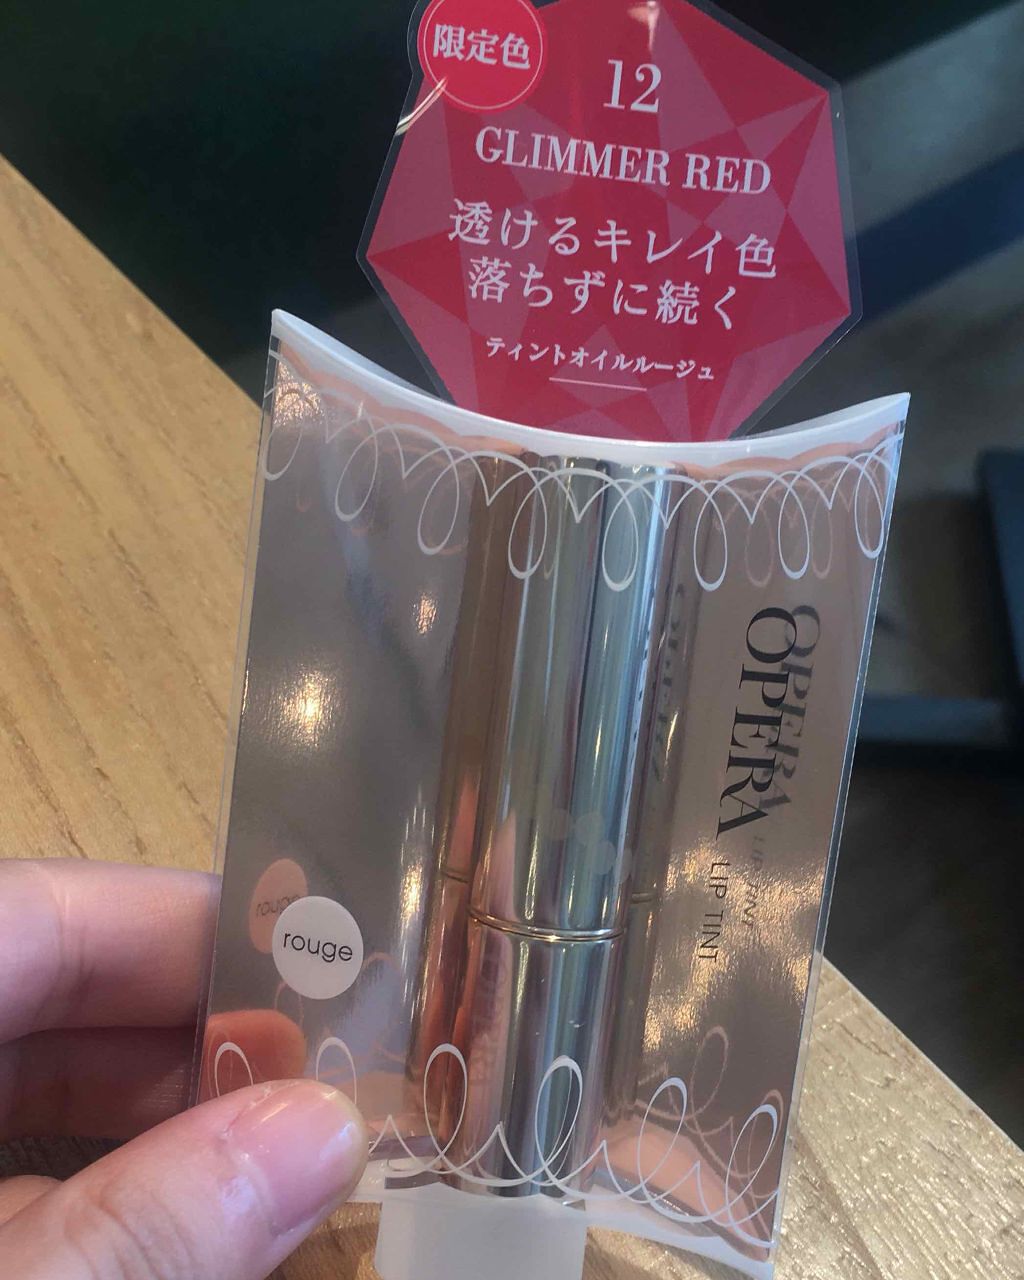 限定色
12
GLIMMER RED
透けるキレイ色
落ちずに続く
ティントオイルルージュ
OPERA LIP TINT
rouge